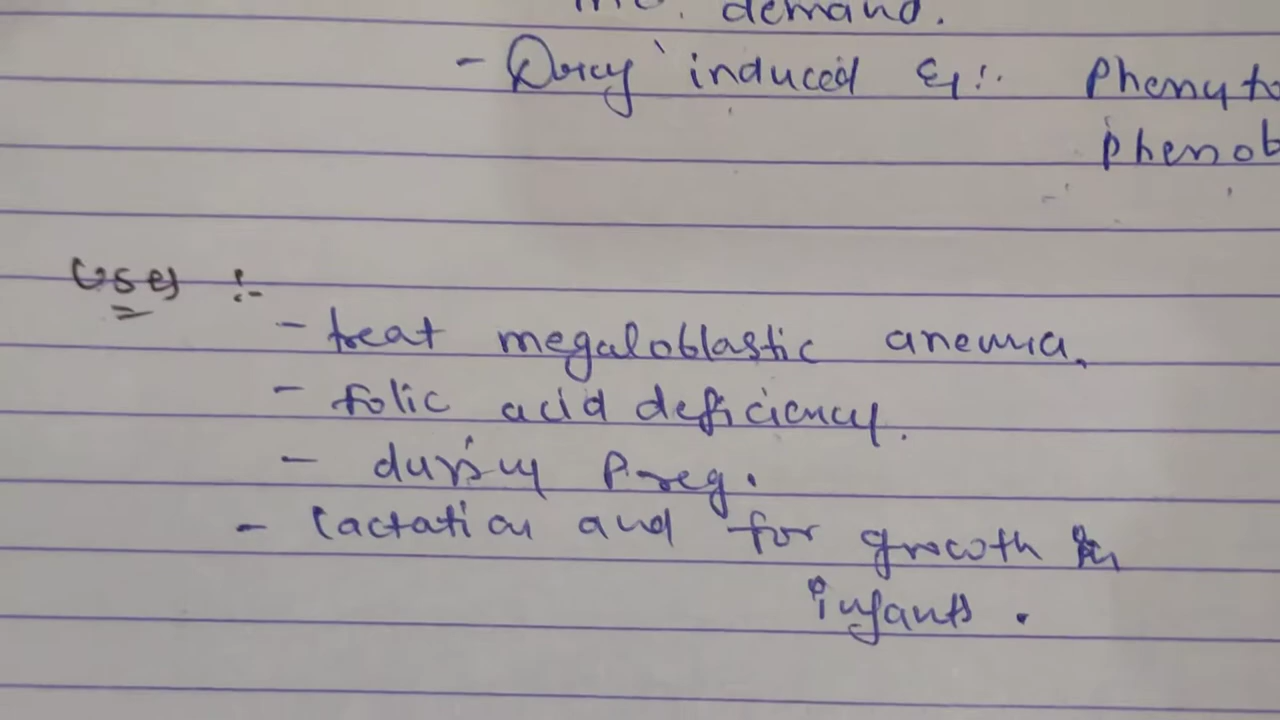 inc. demand.
- Drug induced Eg:. Phenyto
Phenob
Uses :-
- treat megaloblastic anemia.
- folic acid deficiency.
- during Preg.
- lactation and for growth in
infants.